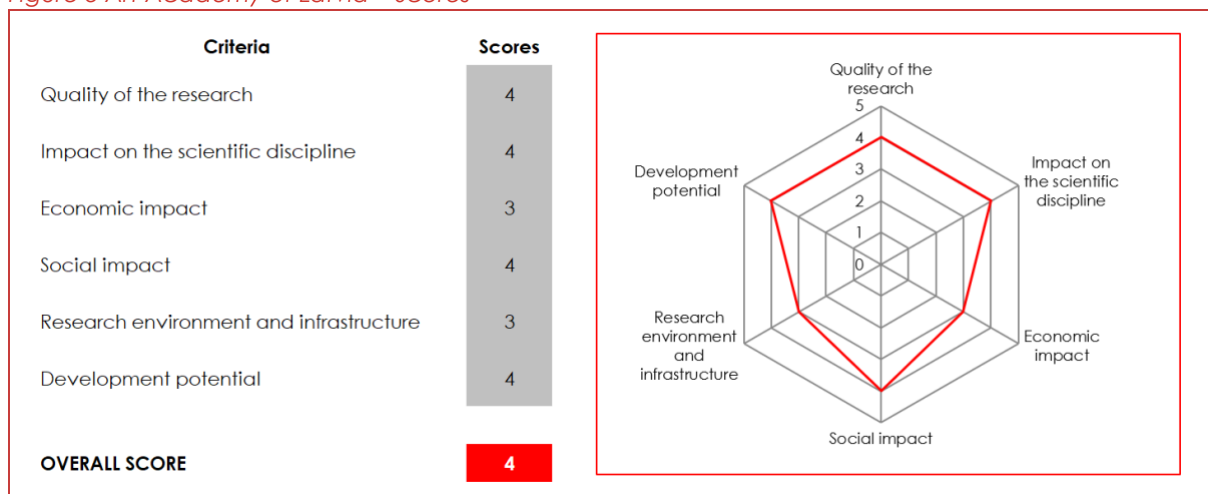 Criteria Scores
Quality of the research 4
Impact on the scientific discipline 4
Economic impact 3
Social impact 4
Research environment and infrastructure 3
Development potential 4
OVERALL SCORE 4
Quality of the
research
5
4
3
2
1
0
Impact on
the scientific
discipline
Economic
impact
Social impact
Research
environment
and
infrastructure
Development
potential